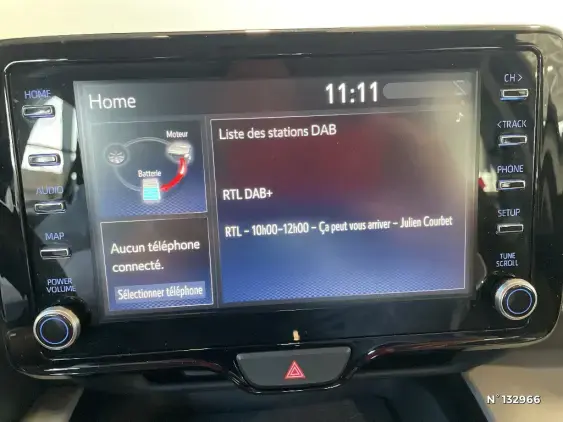 HOME
AUDIO
MAP
POWER
VOLUME
Home
11:11
Moteur
Batterie
Aucun téléphone
connecté.
Sélectionner téléphone
Liste des stations DAB
RTL DAB+
RTL – 10h00–12h00 – Ça peut vous arriver – Julien Courbet
CH >
< TRACK
PHONE
SETUP
TUNE
SCROLL
N°132966